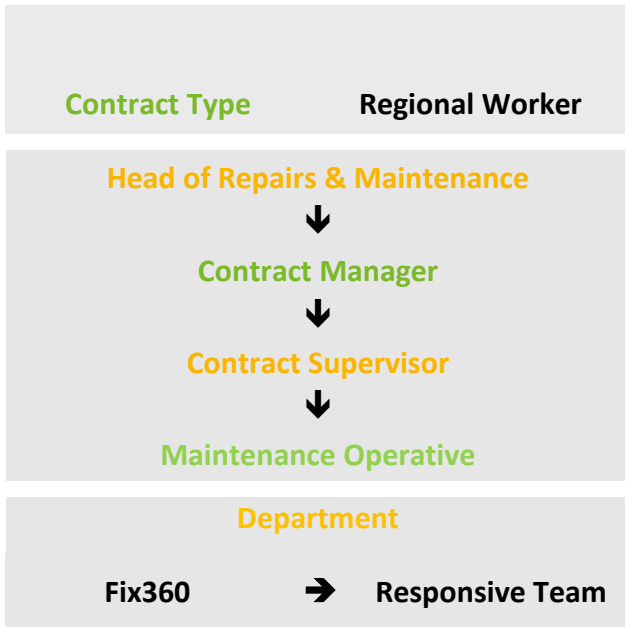 Contract Type Regional Worker
Head of Repairs & Maintenance
↓
Contract Manager
↓
Contract Supervisor
↓
Maintenance Operative
Department
Fix360 → Responsive Team